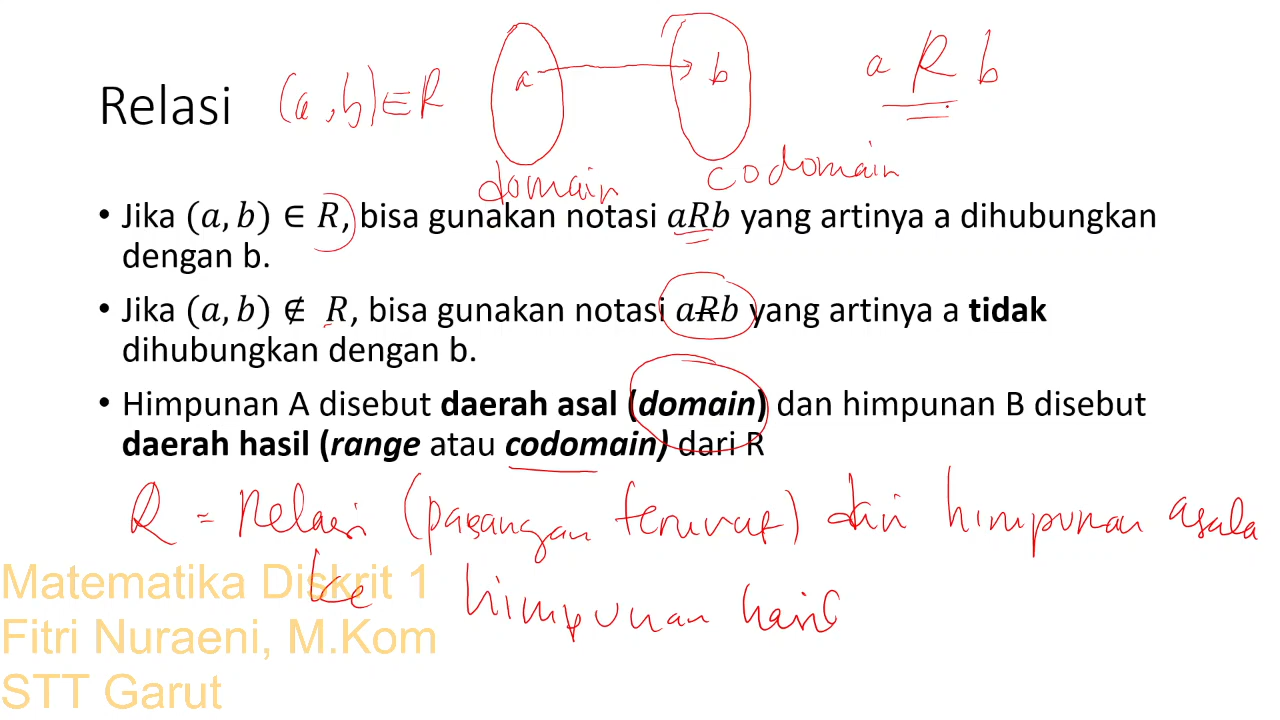 Relasi (a, b) ∈ R a b a R b
domain codomain
• Jika (𝑎, 𝑏) ∈ 𝑅, bisa gunakan notasi 𝑎𝑅𝑏 yang artinya a dihubungkan
dengan b.
• Jika (𝑎, 𝑏) ∉ 𝑅, bisa gunakan notasi 𝑎𝑅̶𝑏 yang artinya a tidak
dihubungkan dengan b.
• Himpunan A disebut daerah asal (domain) dan himpunan B disebut
daerah hasil (range atau codomain) dari R
R = Relasi (pasangan terurut) dari himpunan asala
ke himpunan hasil
Matematika Diskrit 1
Fitri Nuraeni, M.Kom
STT Garut